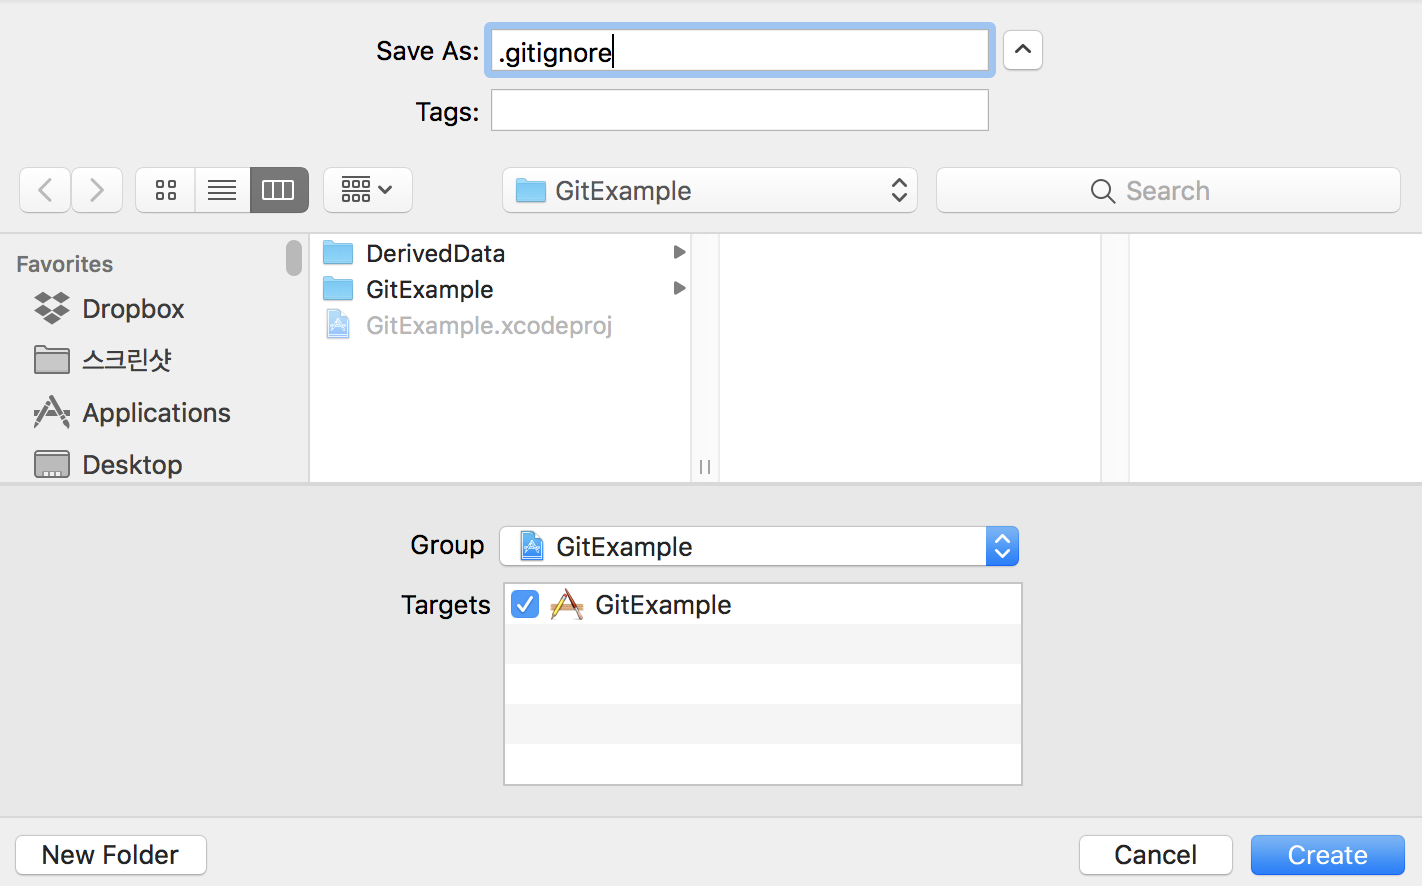 Save As: .gitignore
Tags:
GitExample
Search
Favorites
Dropbox
스크린샷
Applications
Desktop
DerivedData
GitExample
GitExample.xcodeproj
Group GitExample
Targets GitExample
New Folder
Cancel
Create